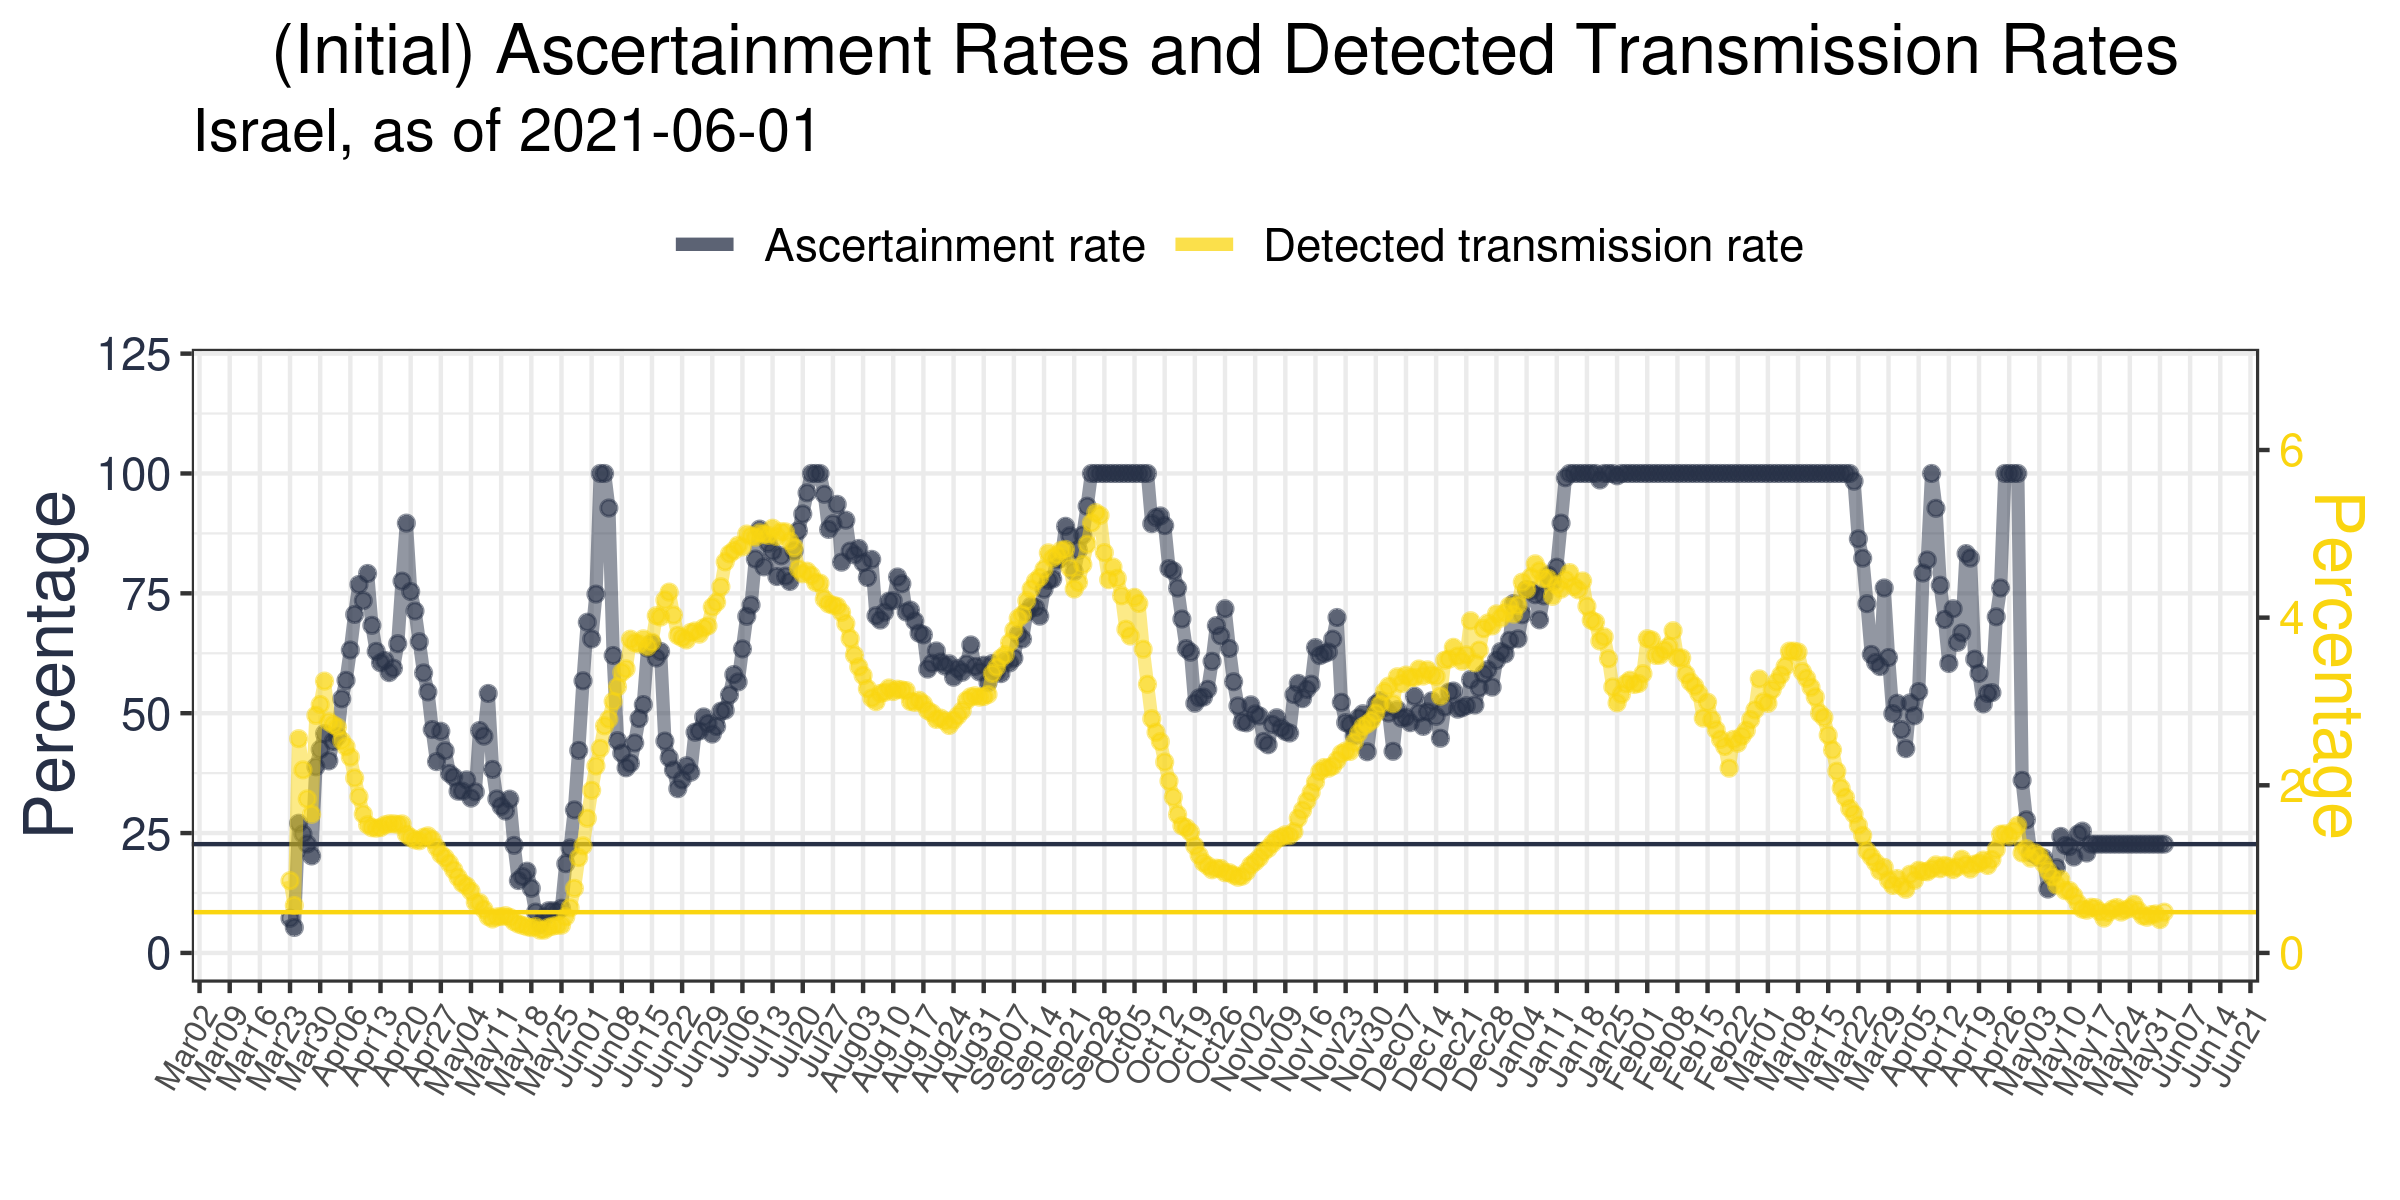 (Initial) Ascertainment Rates and Detected Transmission Rates
Israel, as of 2021-06-01
Ascertainment rate Detected transmission rate
Percentage
125
100
75
50
25
0
6
4
2
0
Percentage
Mar02 Mar09 Mar16 Mar23 Mar30 Apr06 Apr13 Apr20 Apr27 May04 May11 May18 May25 Jun01 Jun08 Jun15 Jun22 Jun29 Jul06 Jul13 Jul20 Jul27 Aug03 Aug10 Aug17 Aug24 Aug31 Sep07 Sep14 Sep21 Sep28 Oct05 Oct12 Oct19 Oct26 Nov02 Nov09 Nov16 Nov23 Nov30 Dec07 Dec14 Dec21 Dec28 Jan04 Jan11 Jan18 Jan25 Feb01 Feb08 Feb15 Feb22 Mar01 Mar08 Mar15 Mar22 Mar29 Apr05 Apr12 Apr19 Apr26 May03 May10 May17 May24 May31 Jun07 Jun14 Jun21